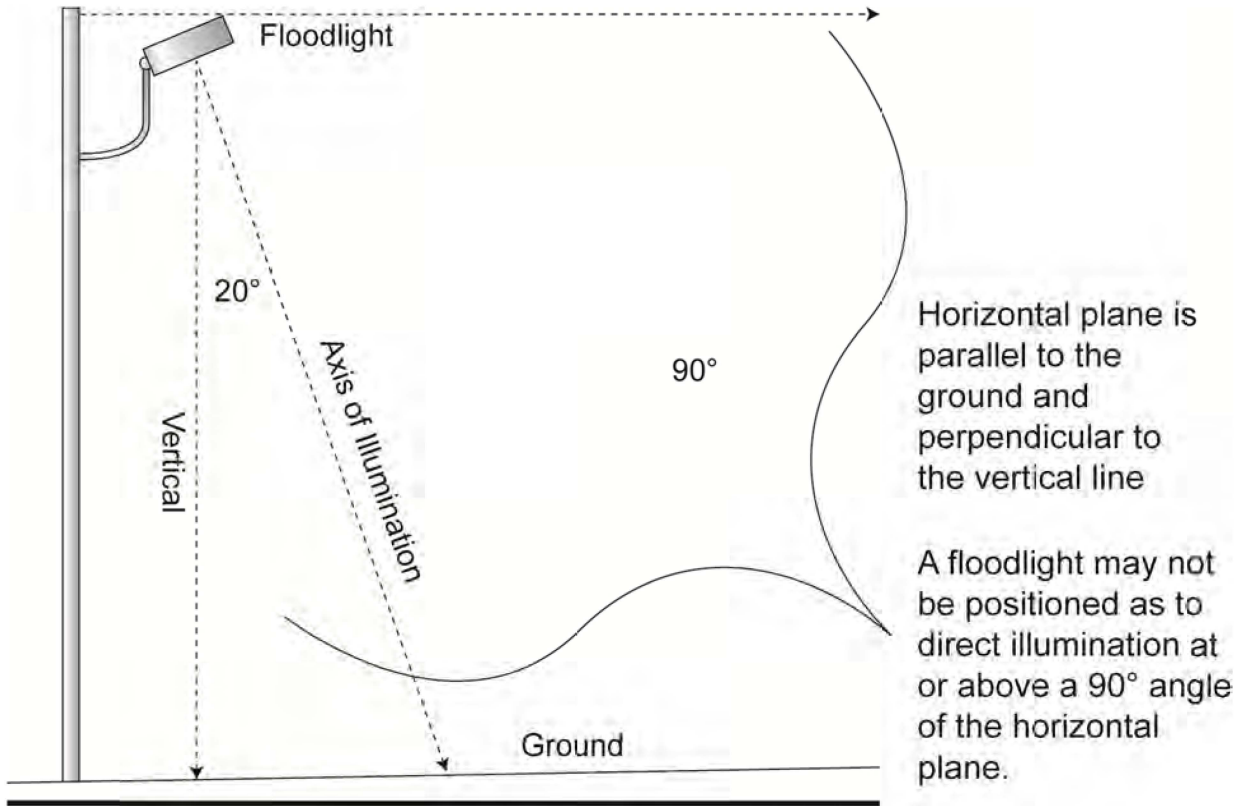 Floodlight
20°
Vertical
Axis of Illumination
90°
Ground
Horizontal plane is
parallel to the
ground and
perpendicular to
the vertical line
A floodlight may not
be positioned as to
direct illumination at
or above a 90° angle
of the horizontal
plane.